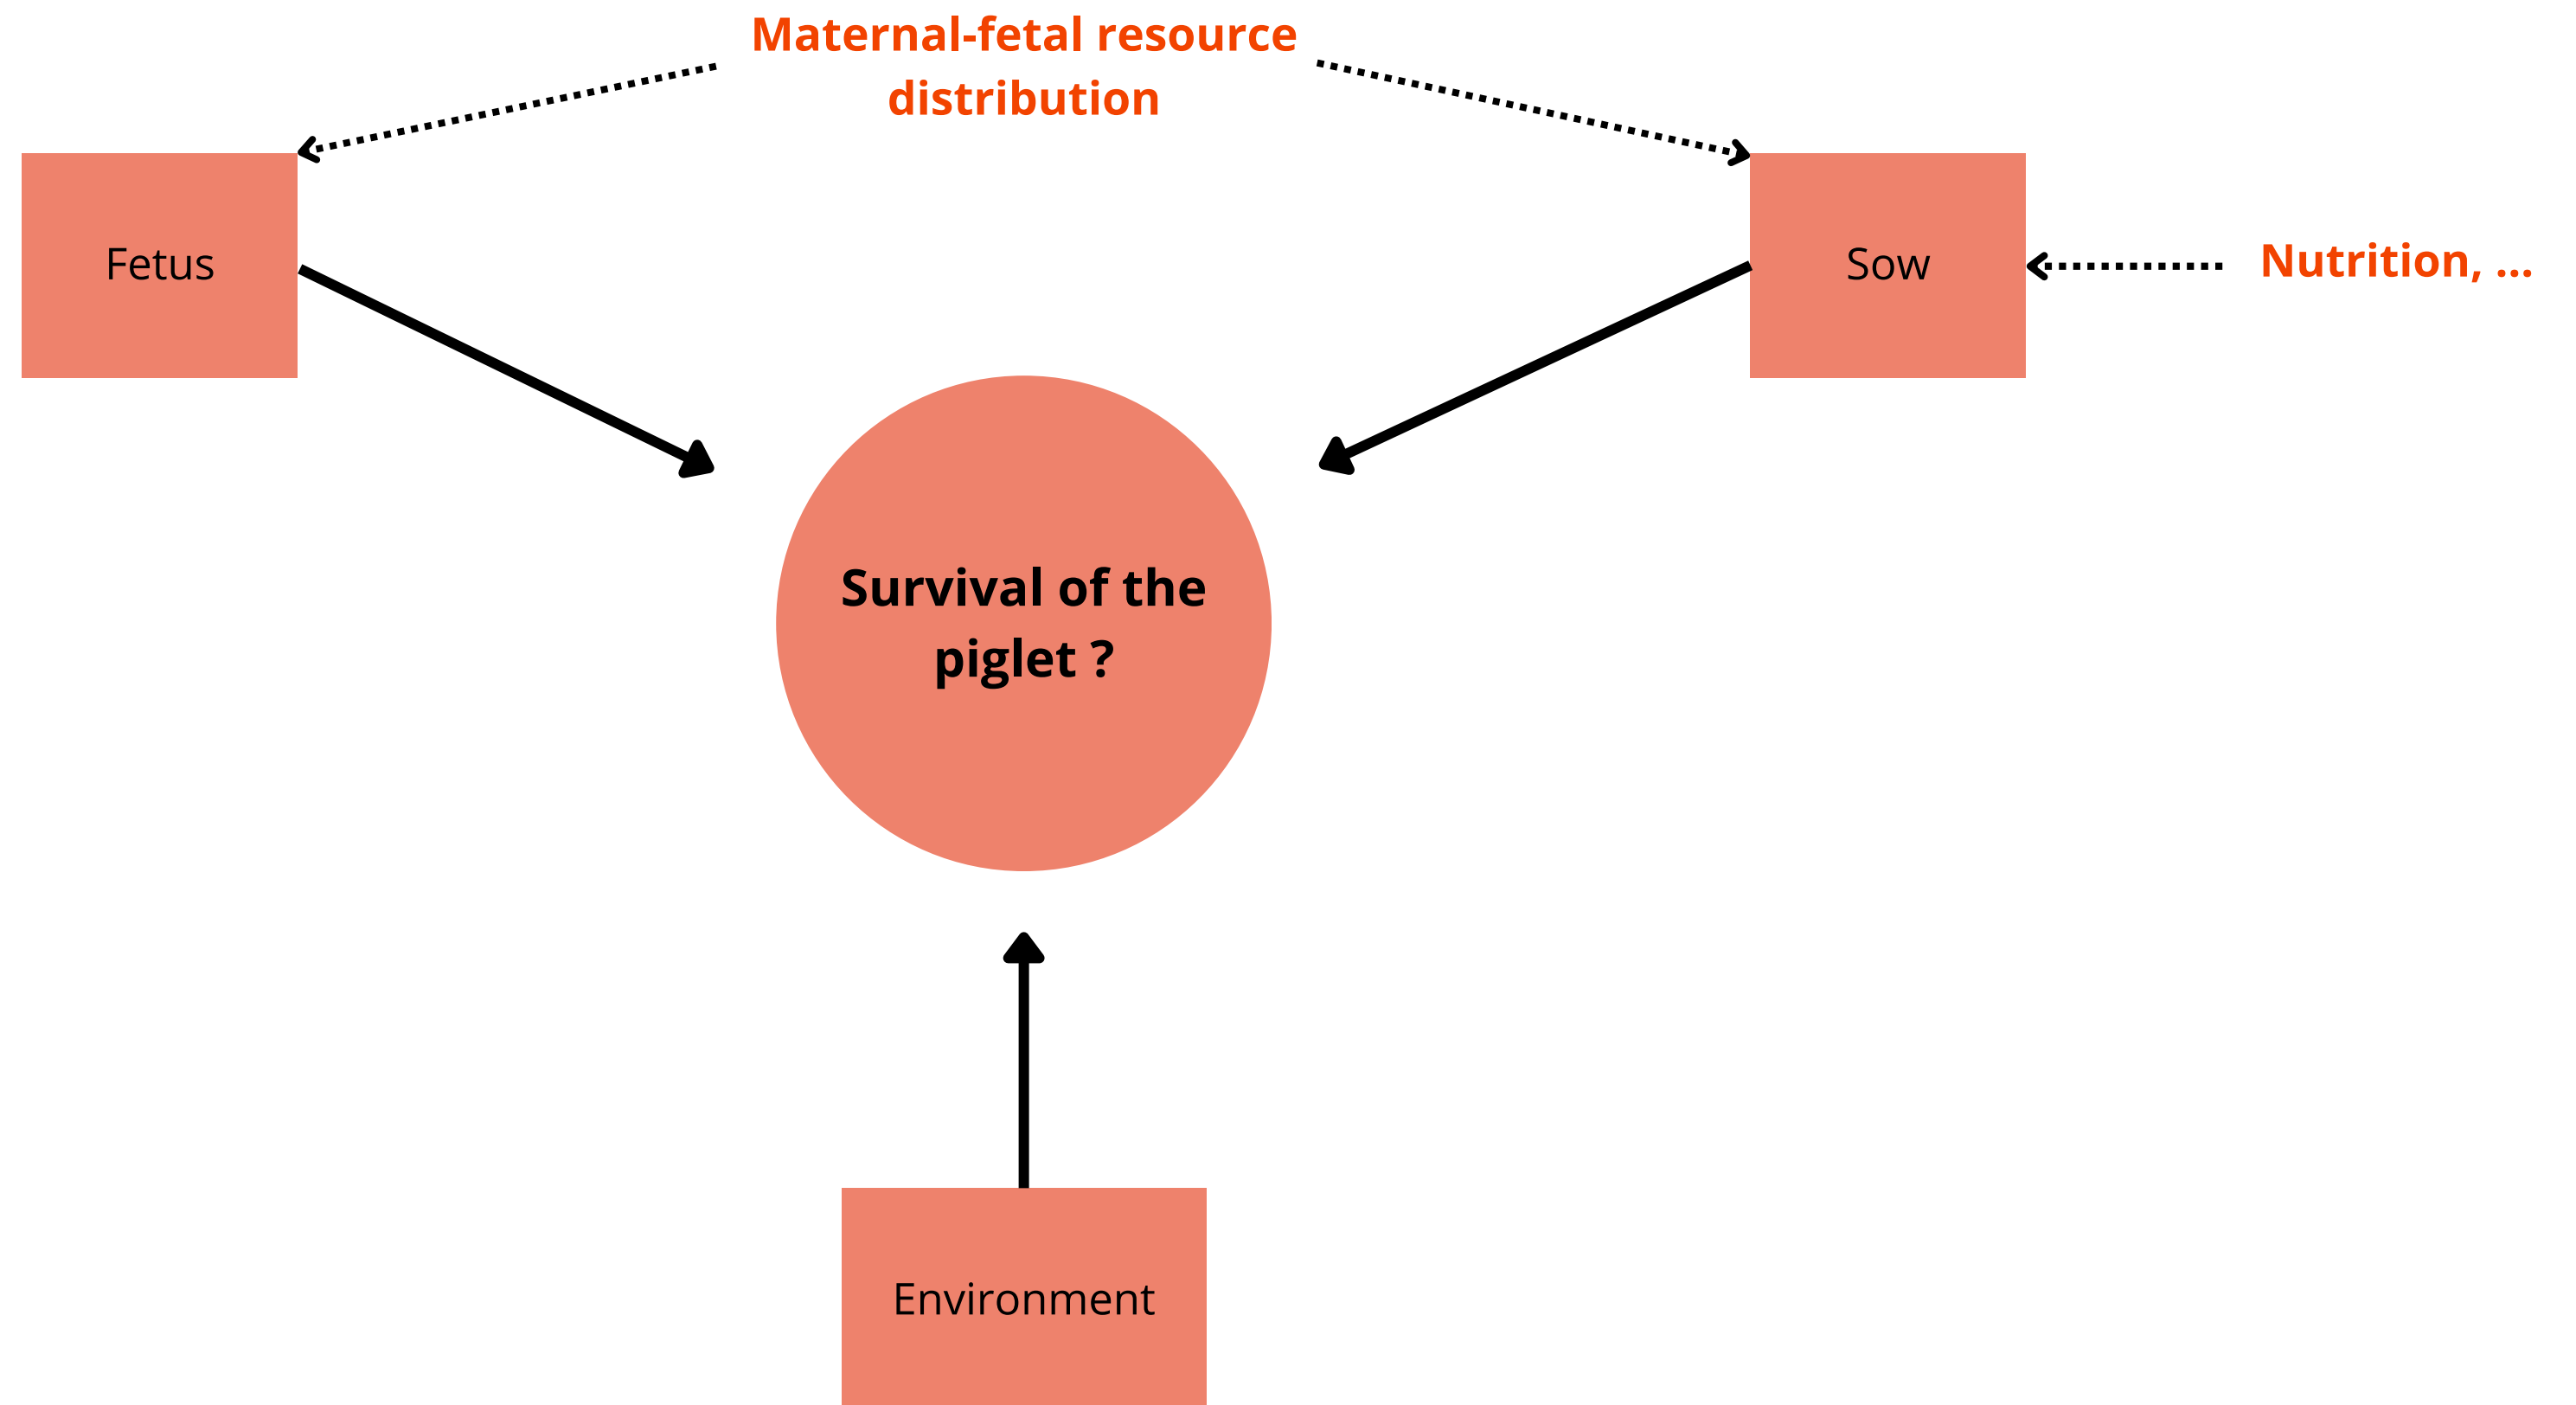 Maternal-fetal resource
distribution
Fetus
Sow
Nutrition, ...
Survival of the
piglet ?
Environment